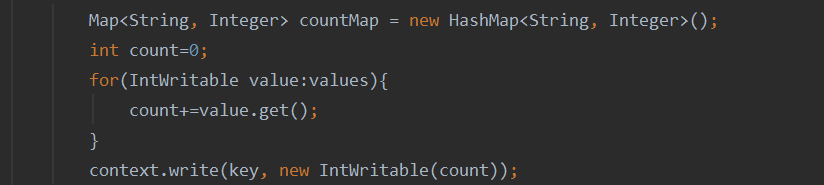 Map<String, Integer> countMap = new HashMap<String, Integer>();
int count=0;
for(IntWritable value:values){
count+=value.get();
}
context.write(key, new IntWritable(count));